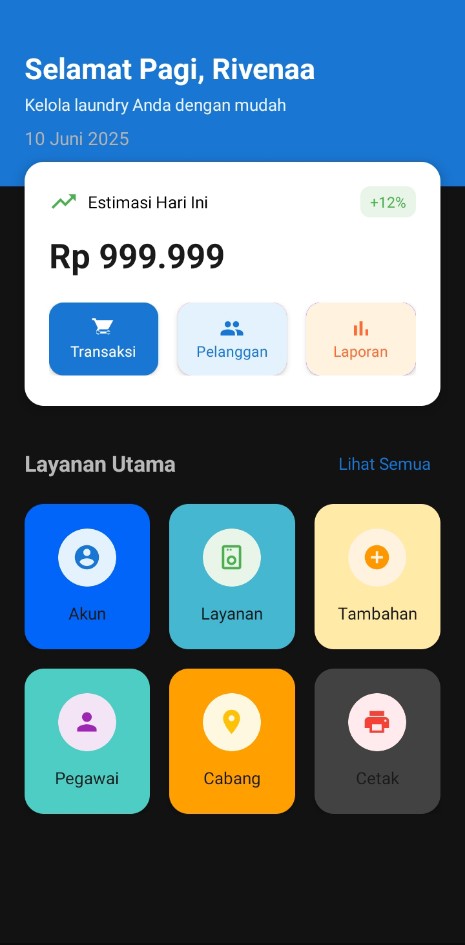 Selamat Pagi, Rivenaa
Kelola laundry Anda dengan mudah
10 Juni 2025
Estimasi Hari Ini
+12%
Rp 999.999
Transaksi
Pelanggan
Laporan
Layanan Utama
Lihat Semua
Akun
Layanan
Tambahan
Pegawai
Cabang
Cetak